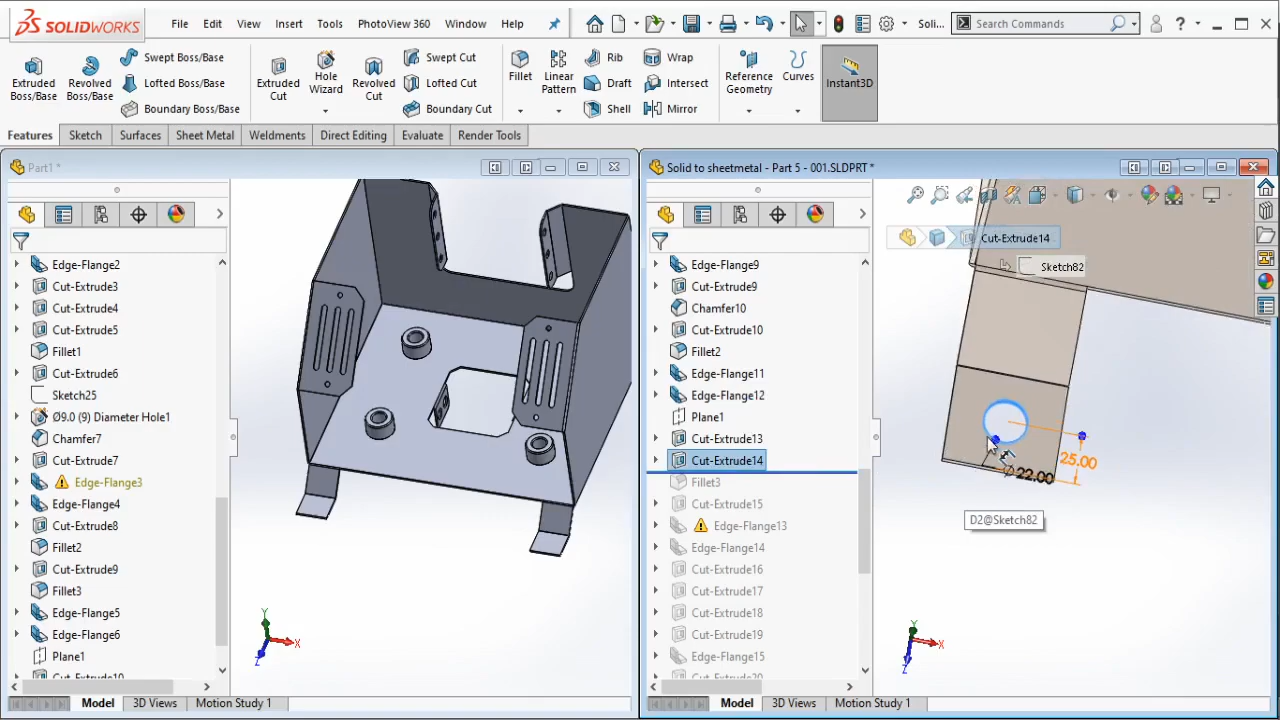 SOLIDWORKS
File Edit View Insert Tools PhotoView 360 Window Help
Soli...
Search Commands
Extruded Boss/Base
Revolved Boss/Base
Swept Boss/Base
Lofted Boss/Base
Boundary Boss/Base
Extruded Cut
Hole Wizard
Revolved Cut
Swept Cut
Lofted Cut
Boundary Cut
Fillet
Linear Pattern
Rib
Draft
Shell
Wrap
Intersect
Mirror
Reference Geometry
Curves
Instant3D
Features Sketch Surfaces Sheet Metal Weldments Direct Editing Evaluate Render Tools
Part1 *
Edge-Flange2
Cut-Extrude3
Cut-Extrude4
Cut-Extrude5
Fillet1
Cut-Extrude6
Sketch25
Ø9.0 (9) Diameter Hole1
Chamfer7
Cut-Extrude7
Edge-Flange3
Edge-Flange4
Cut-Extrude8
Fillet2
Cut-Extrude9
Fillet3
Edge-Flange5
Edge-Flange6
Plane1
Cut-Extrude10
Y
X
Z
Model 3D Views Motion Study 1
Solid to sheetmetal - Part 5 - 001.SLDPRT *
Edge-Flange9
Cut-Extrude9
Chamfer10
Cut-Extrude10
Fillet2
Edge-Flange11
Edge-Flange12
Plane1
Cut-Extrude13
Cut-Extrude14
Fillet3
Cut-Extrude15
Edge-Flange13
Edge-Flange14
Cut-Extrude16
Cut-Extrude17
Cut-Extrude18
Cut-Extrude19
Edge-Flange15
Cut-Extrude20
Cut-Extrude14
Sketch82
25.00
Ø22.00
D2@Sketch82
Y
X
Z
Model 3D Views Motion Study 1